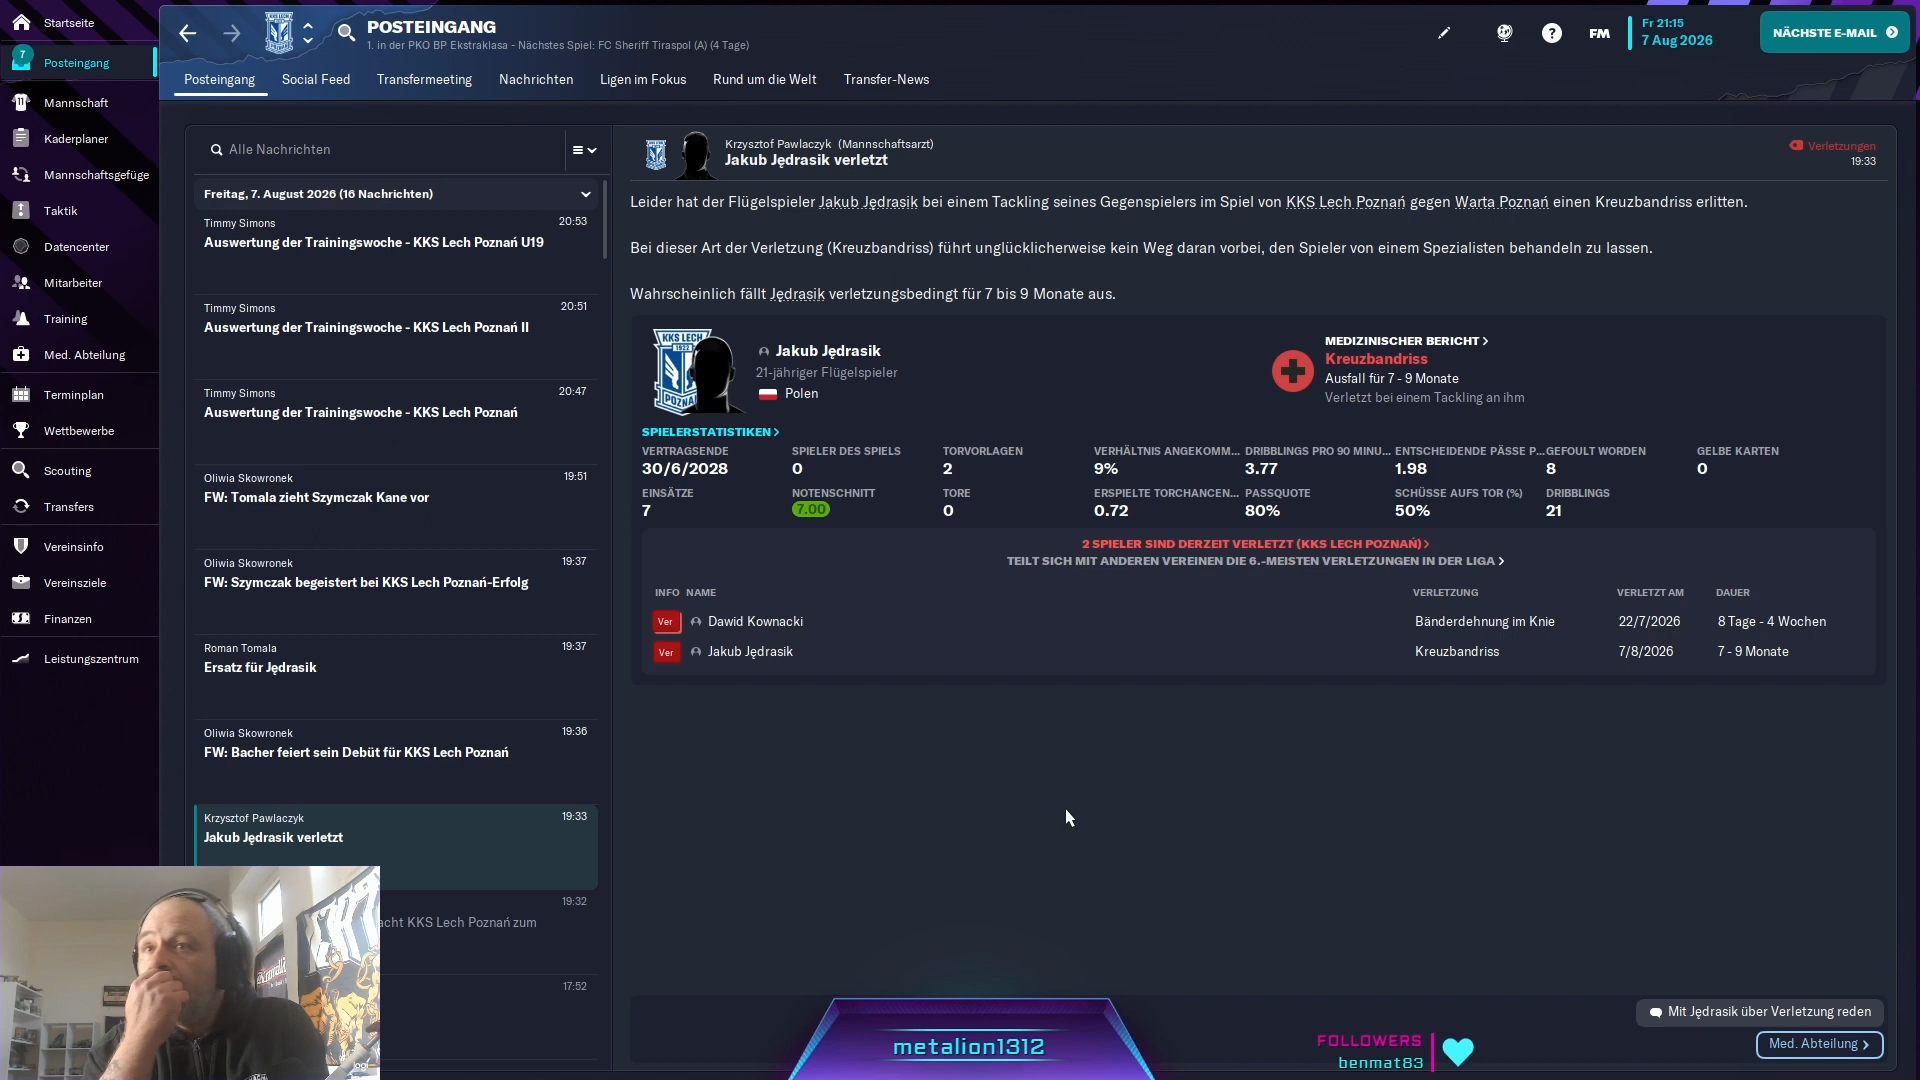 Startseite
7
Posteingang
Mannschaft
Kaderplaner
Mannschaftsgefüge
Taktik
Datencenter
Mitarbeiter
Training
Med. Abteilung
Terminplan
Wettbewerbe
Scouting
Transfers
Vereinsinfo
Vereinsziele
Finanzen
Leistungszentrum
POSTEINGANG
1. in der PKO BP Ekstraklasa - Nächstes Spiel: FC Sheriff Tiraspol (A) (4 Tage)
FM
Fr 21:15
7 Aug 2026
NÄCHSTE E-MAIL
Posteingang Social Feed Transfermeeting Nachrichten Ligen im Fokus Rund um die Welt Transfer-News
Alle Nachrichten
Freitag, 7. August 2026 (16 Nachrichten)
Timmy Simons 20:53
Auswertung der Trainingswoche - KKS Lech Poznań U19
Timmy Simons 20:51
Auswertung der Trainingswoche - KKS Lech Poznań II
Timmy Simons 20:47
Auswertung der Trainingswoche - KKS Lech Poznań
Oliwia Skowronek 19:51
FW: Tomala zieht Szymczak Kane vor
Oliwia Skowronek 19:37
FW: Szymczak begeistert bei KKS Lech Poznań-Erfolg
Roman Tomala 19:37
Ersatz für Jędrasik
Oliwia Skowronek 19:36
FW: Bacher feiert sein Debüt für KKS Lech Poznań
Krzysztof Pawlaczyk 19:33
Jakub Jędrasik verletzt
19:32
acht KKS Lech Poznań zum
17:52
Krzysztof Pawlaczyk (Mannschaftsarzt)
Jakub Jędrasik verletzt
Verletzungen
19:33
Leider hat der Flügelspieler Jakub Jędrasik bei einem Tackling seines Gegenspielers im Spiel von KKS Lech Poznań gegen Warta Poznań einen Kreuzbandriss erlitten.
Bei dieser Art der Verletzung (Kreuzbandriss) führt unglücklicherweise kein Weg daran vorbei, den Spieler von einem Spezialisten behandeln zu lassen.
Wahrscheinlich fällt Jędrasik verletzungsbedingt für 7 bis 9 Monate aus.
KKS LECH
1922
POZNAŃ
Jakub Jędrasik
21-jähriger Flügelspieler
Polen
MEDIZINISCHER BERICHT
Kreuzbandriss
Ausfall für 7 - 9 Monate
Verletzt bei einem Tackling an ihm
SPIELERSTATISTIKEN
VERTRAGSENDE SPIELER DES SPIELS TORVORLAGEN VERHÄLTNIS ANGEKOMM... DRIBBLINGS PRO 90 MINU... ENTSCHEIDENDE PÄSSE P... GEFOULT WORDEN GELBE KARTEN
30/6/2028 0 2 9% 3.77 1.98 8 0
EINSÄTZE NOTENSCHNITT TORE ERSPIELTE TORCHANCEN... PASSQUOTE SCHÜSSE AUFS TOR (%) DRIBBLINGS
7 7.00 0 0.72 80% 50% 21
2 SPIELER SIND DERZEIT VERLETZT (KKS LECH POZNAŃ)
TEILT SICH MIT ANDEREN VEREINEN DIE 6.-MEISTEN VERLETZUNGEN IN DER LIGA
INFO NAME VERLETZUNG VERLETZT AM DAUER
Ver Dawid Kownacki Bänderdehnung im Knie 22/7/2026 8 Tage - 4 Wochen
Ver Jakub Jędrasik Kreuzbandriss 7/8/2026 7 - 9 Monate
Mit Jędrasik über Verletzung reden
Med. Abteilung
metalion1312
FOLLOWERS
benmat83